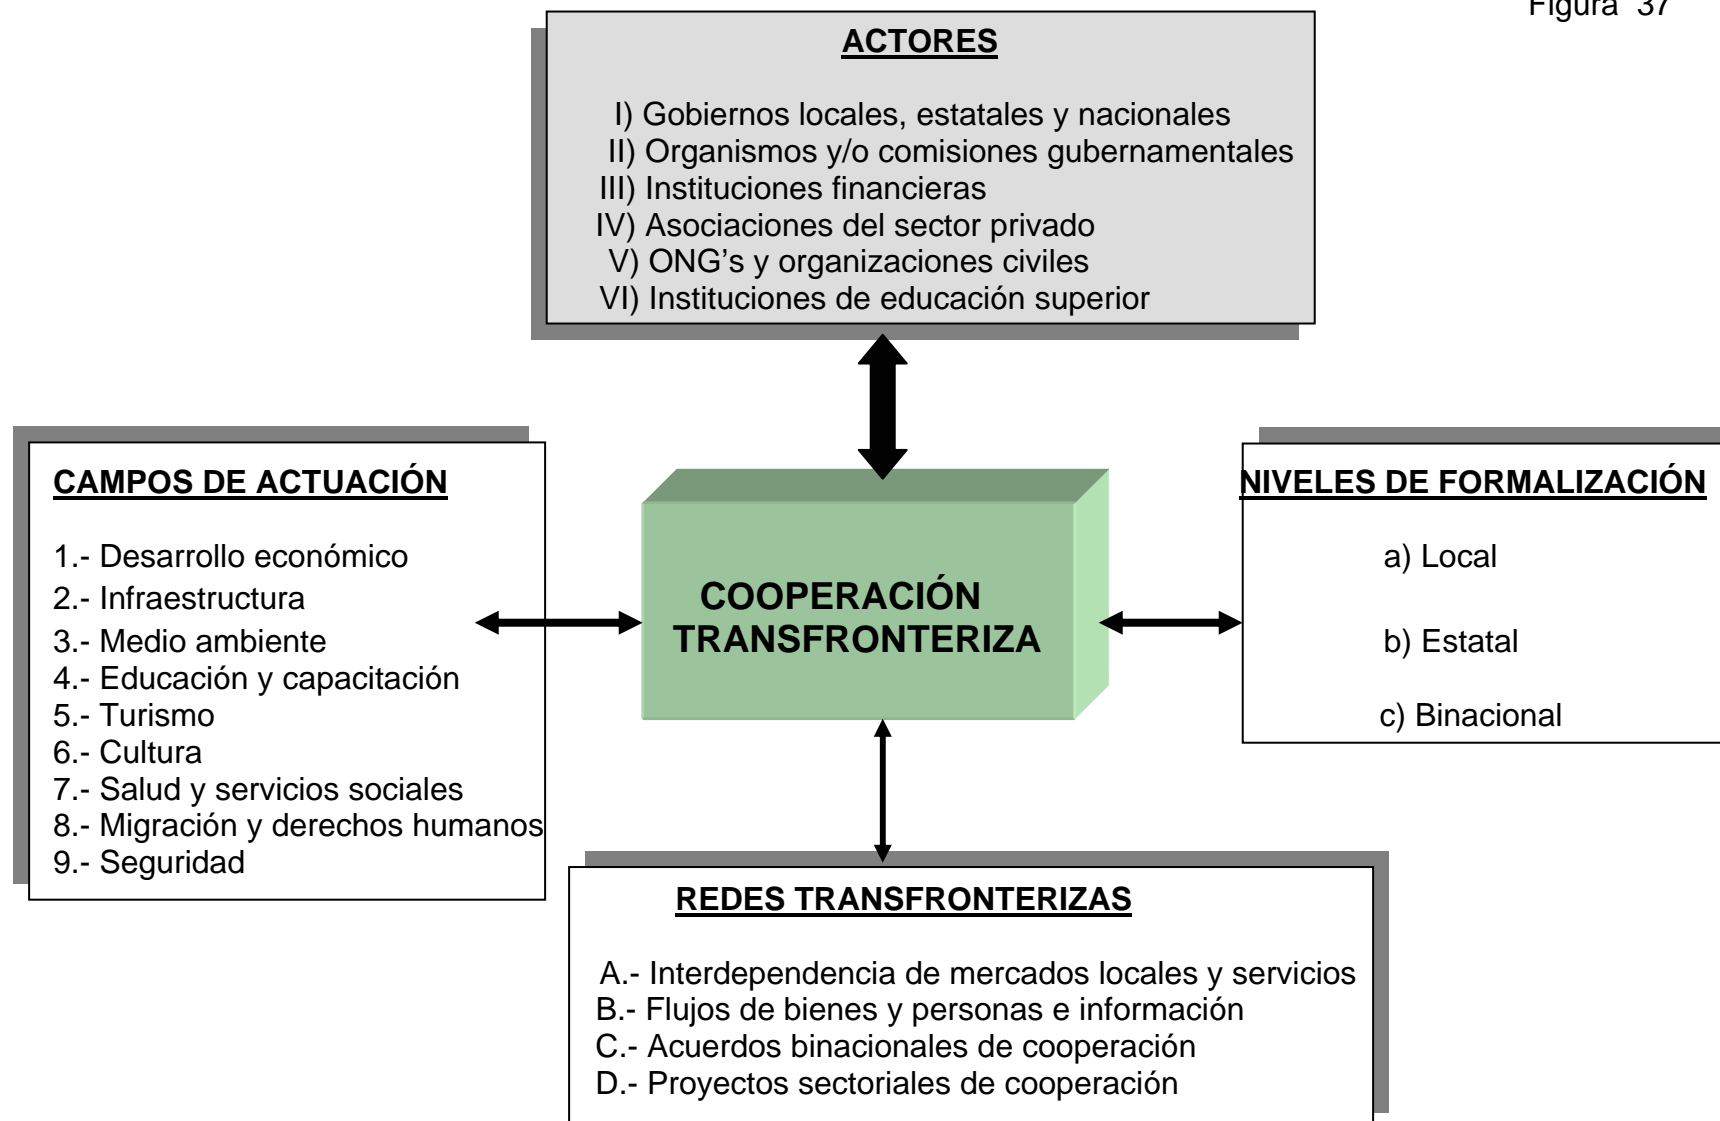 Figura 37
ACTORES
I) Gobiernos locales, estatales y nacionales
II) Organismos y/o comisiones gubernamentales
III) Instituciones financieras
IV) Asociaciones del sector privado
V) ONG’s y organizaciones civiles
VI) Instituciones de educación superior
CAMPOS DE ACTUACIÓN
1.- Desarrollo económico
2.- Infraestructura
3.- Medio ambiente
4.- Educación y capacitación
5.- Turismo
6.- Cultura
7.- Salud y servicios sociales
8.- Migración y derechos humanos
9.- Seguridad
COOPERACIÓN
TRANSFRONTERIZA
NIVELES DE FORMALIZACIÓN
a) Local
b) Estatal
c) Binacional
REDES TRANSFRONTERIZAS
A.- Interdependencia de mercados locales y servicios
B.- Flujos de bienes y personas e información
C.- Acuerdos binacionales de cooperación
D.- Proyectos sectoriales de cooperación